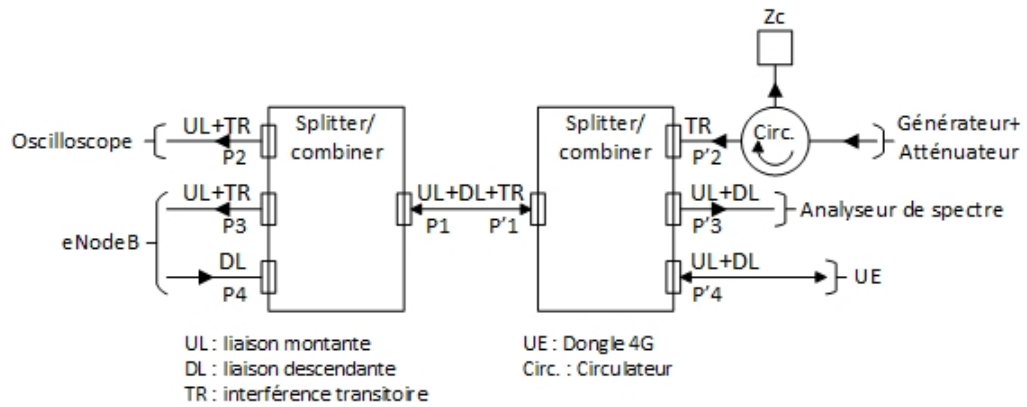 Zc
Oscilloscope
UL+TR
P2
Splitter/
combiner
Splitter/
combiner
TR
P'2
Circ.
Générateur+
Atténuateur
eNodeB
UL+TR
P3
UL+DL+TR
P1
P'1
UL+DL
P'3
Analyseur de spectre
DL
P4
UL+DL
P'4
UE
UL : liaison montante
DL : liaison descendante
TR : interférence transitoire
UE : Dongle 4G
Circ. : Circulateur